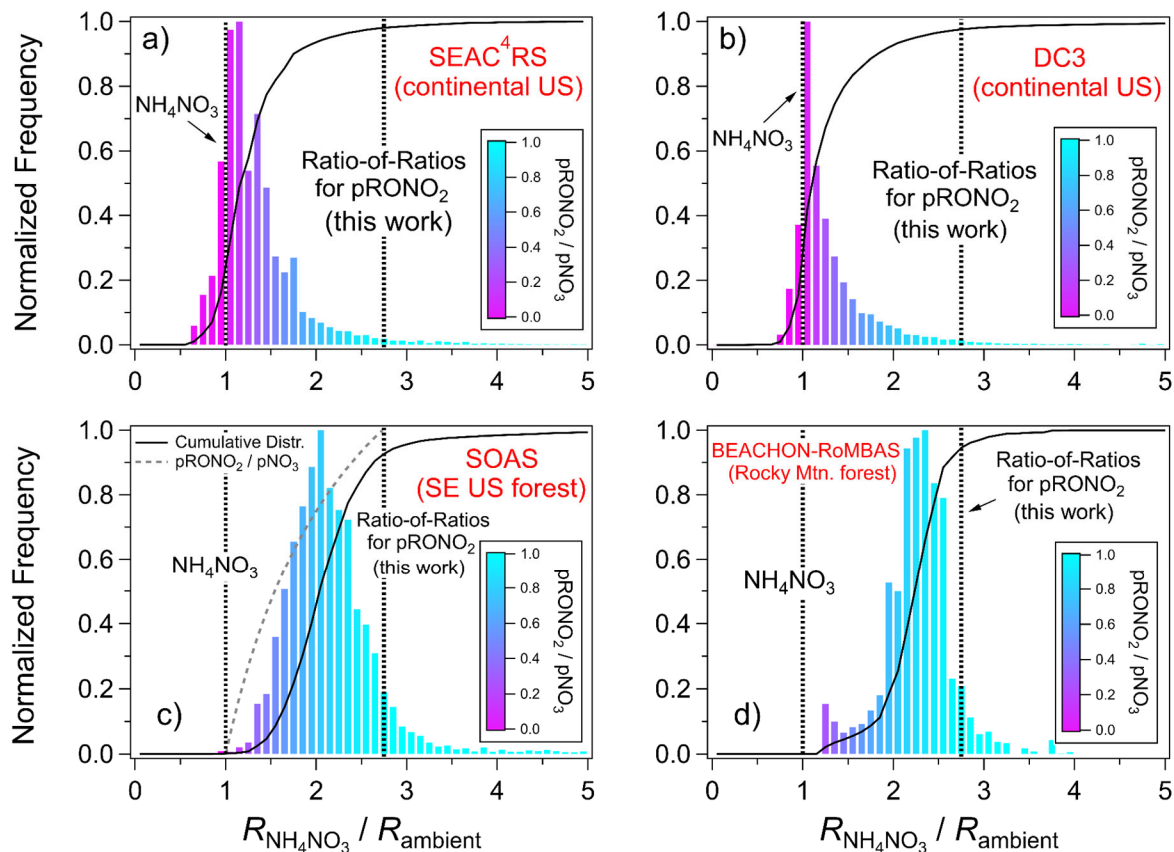 a)
SEAC⁴RS
(continental US)
NH₄NO₃
Ratio-of-Ratios
for pRONO₂
(this work)
1.0
0.8
0.6
0.4
0.2
0.0
pRONO₂ / pNO₃
Normalized Frequency
1.0
0.8
0.6
0.4
0.2
0.0
0 1 2 3 4 5
b)
DC3
(continental US)
NH₄NO₃
Ratio-of-Ratios
for pRONO₂
(this work)
1.0
0.8
0.6
0.4
0.2
0.0
pRONO₂ / pNO₃
1.0
0.8
0.6
0.4
0.2
0.0
0 1 2 3 4 5
Cumulative Distr.
pRONO₂ / pNO₃
SOAS
(SE US forest)
NH₄NO₃
Ratio-of-Ratios
for pRONO₂
(this work)
1.0
0.8
0.6
0.4
0.2
0.0
pRONO₂ / pNO₃
c)
Normalized Frequency
1.0
0.8
0.6
0.4
0.2
0.0
0 1 2 3 4 5
R_NH₄NO₃ / R_ambient
BEACHON-RoMBAS
(Rocky Mtn. forest)
Ratio-of-Ratios
for pRONO₂
(this work)
NH₄NO₃
1.0
0.8
0.6
0.4
0.2
0.0
pRONO₂ / pNO₃
d)
1.0
0.8
0.6
0.4
0.2
0.0
0 1 2 3 4 5
R_NH₄NO₃ / R_ambient